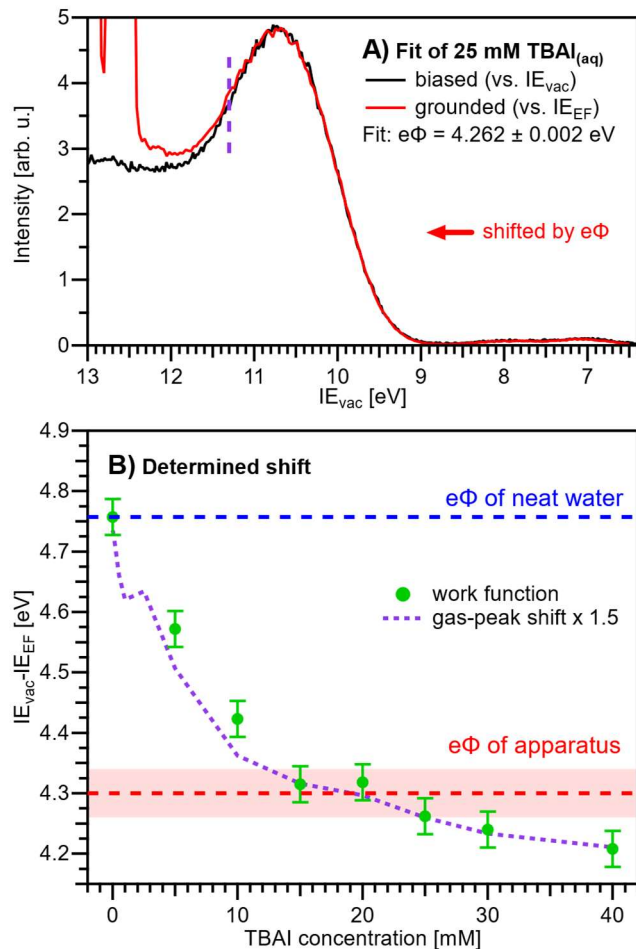 5
4
3
2
1
0
Intensity [arb. u.]
A) Fit of 25 mM TBAI(aq)
biased (vs. IEvac)
grounded (vs. IEEF)
Fit: eΦ = 4.262 ± 0.002 eV
shifted by eΦ
13 12 11 10 9 8 7
IEvac [eV]
4.9
4.8
4.7
4.6
4.5
4.4
4.3
4.2
IEvac-IEEF [eV]
B) Determined shift
eΦ of neat water
work function
gas-peak shift x 1.5
eΦ of apparatus
0 10 20 30 40
TBAI concentration [mM]